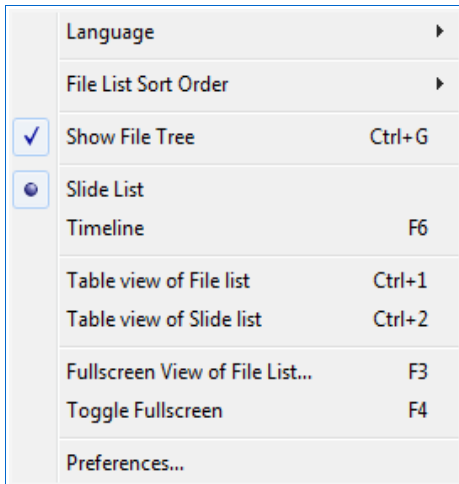 Language
File List Sort Order
Show File Tree Ctrl+G
Slide List
Timeline F6
Table view of File list Ctrl+1
Table view of Slide list Ctrl+2
Fullscreen View of File List... F3
Toggle Fullscreen F4
Preferences...